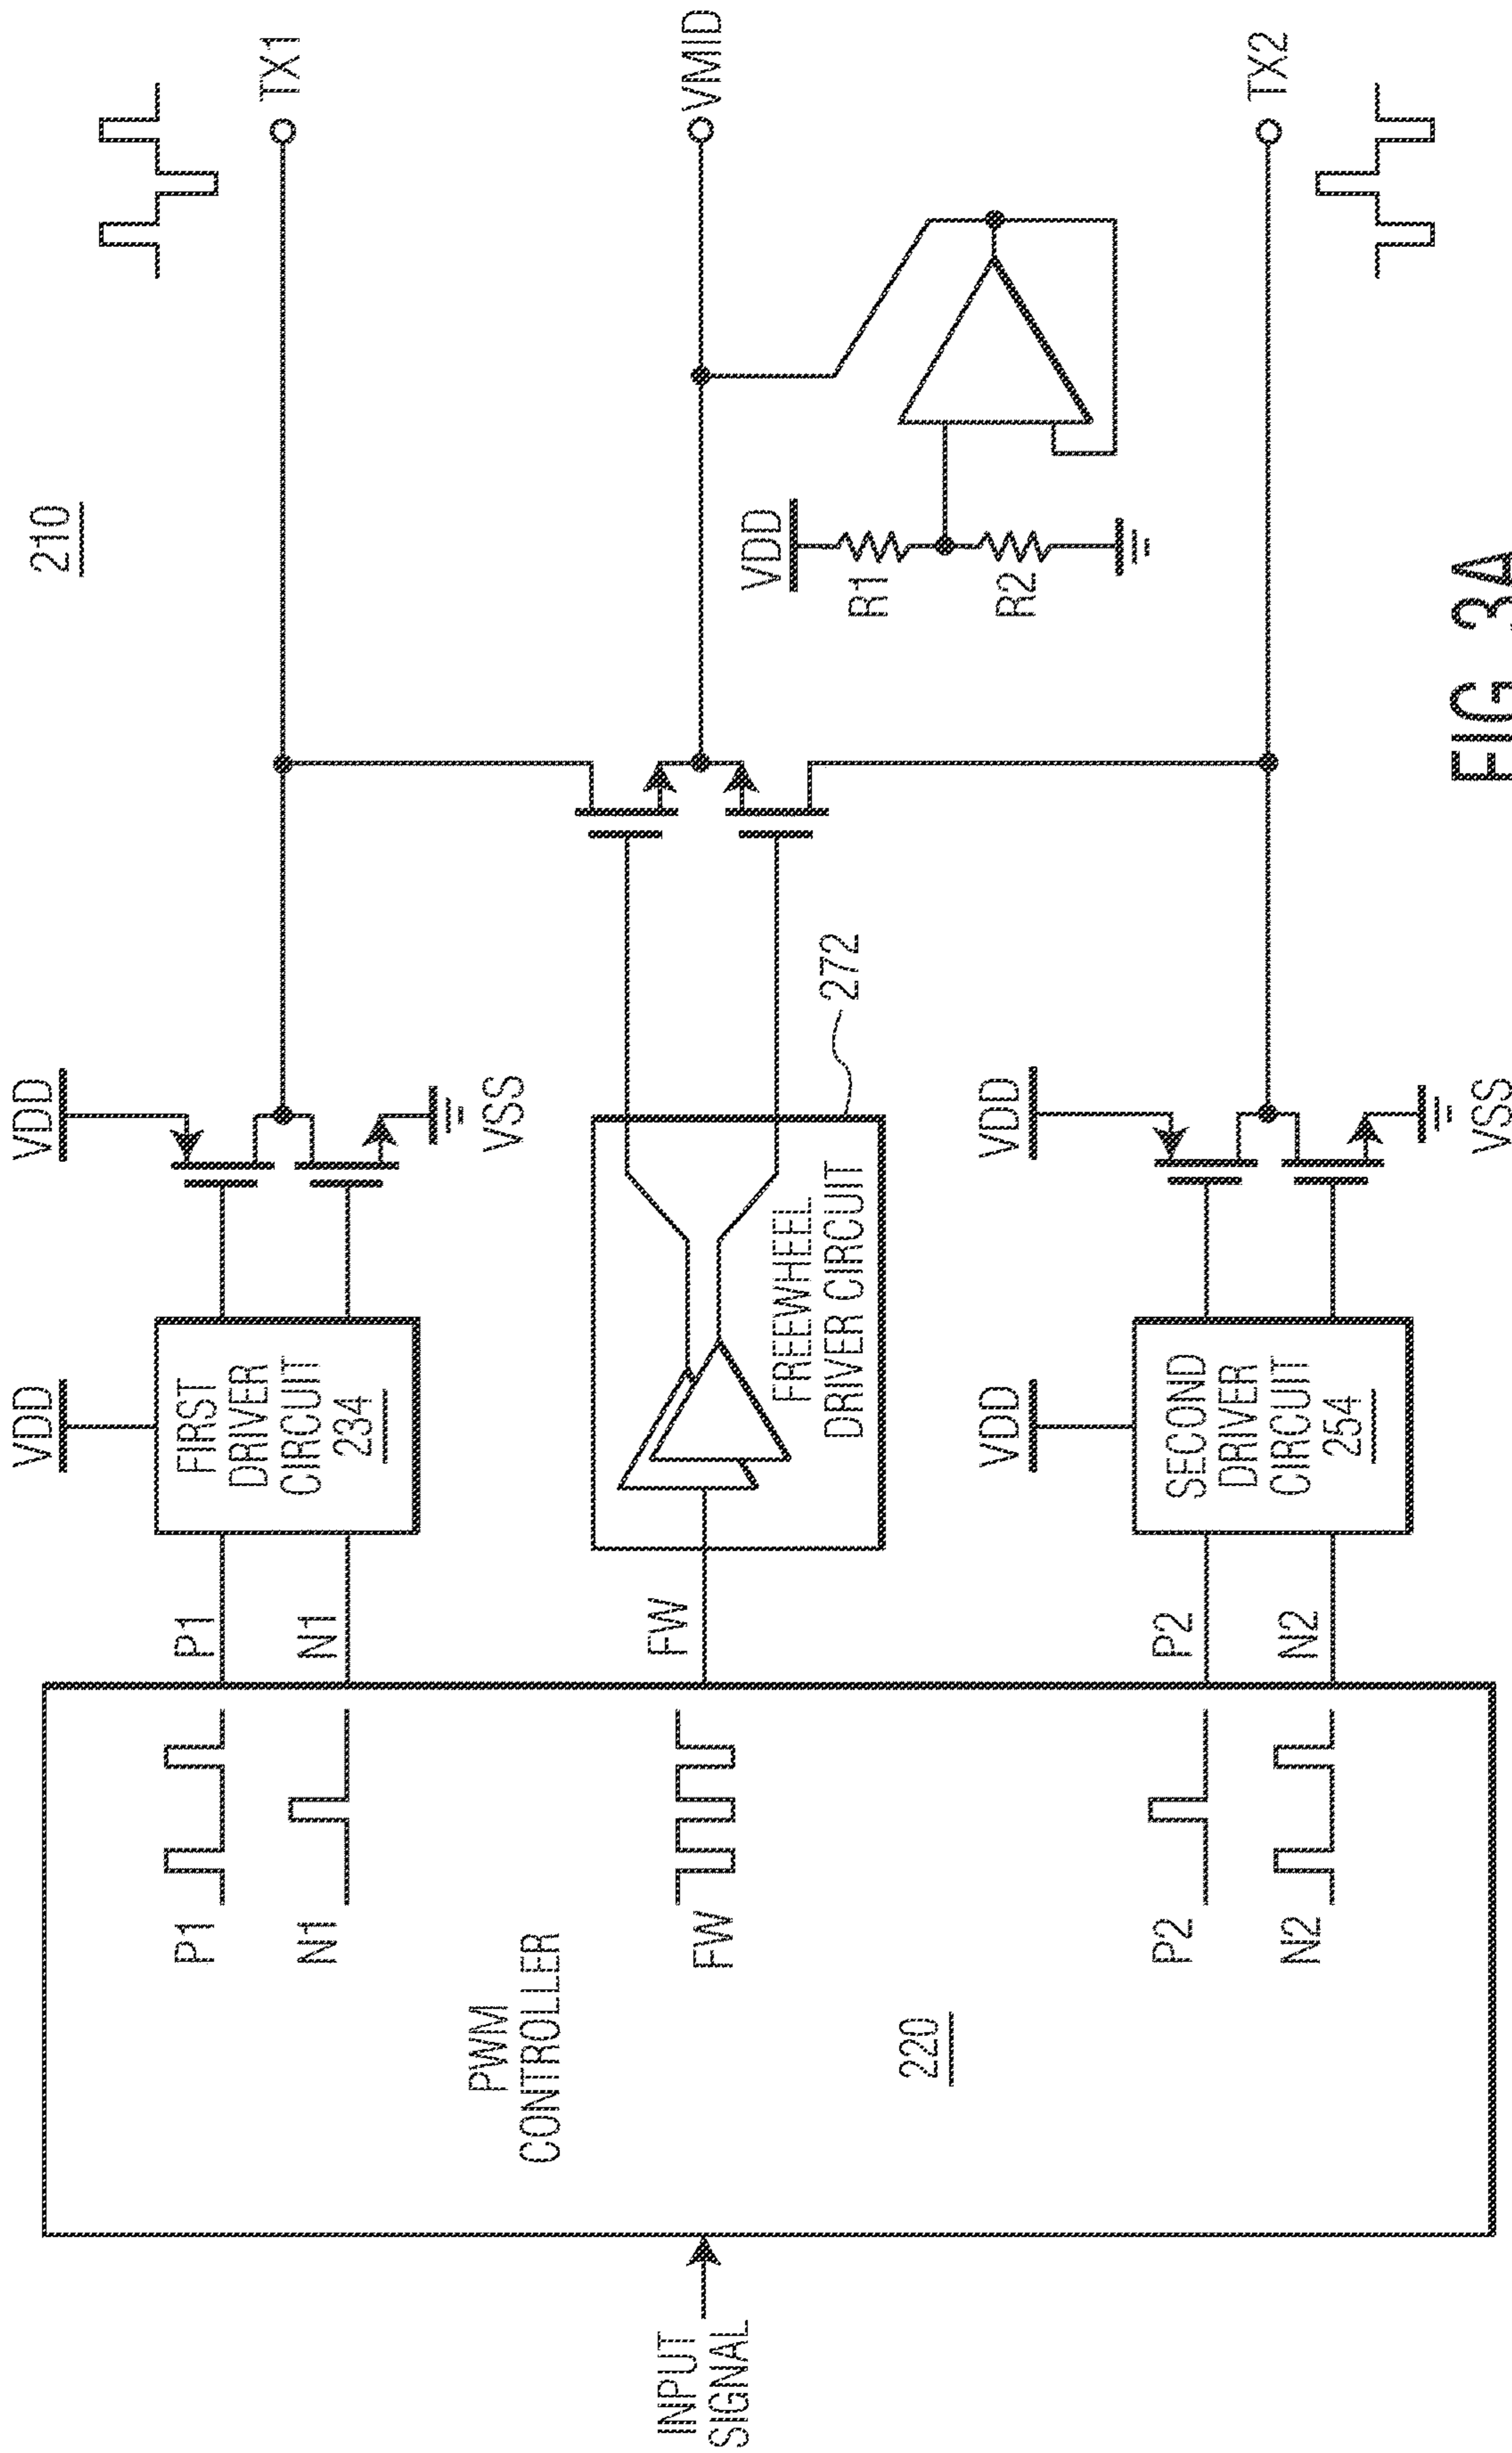 210
INPUT
SIGNAL
PWM
CONTROLLER
220
P1
N1
FW
P2
N2
P1
N1
FW
P2
N2
VDD
FIRST
DRIVER
CIRCUIT
234
VDD
VSS
TX1
FREEWHEEL
DRIVER CIRCUIT
272
VMID
VDD
R1
R2
VDD
SECOND
DRIVER
CIRCUIT
254
VDD
VSS
TX2
FIG 3A